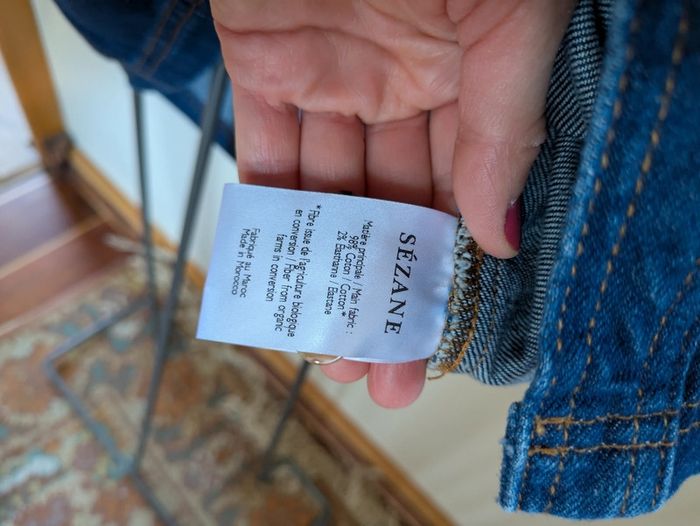 SÉZANE
Matière principale / Main fabric :
98% Coton / Cotton*
2% Elasthanne / Elastane
*Fibre issue de l'agriculture biologique
en conversion / Fiber from organic
farms in conversion
Fabriqué au Maroc
Made in Morocco